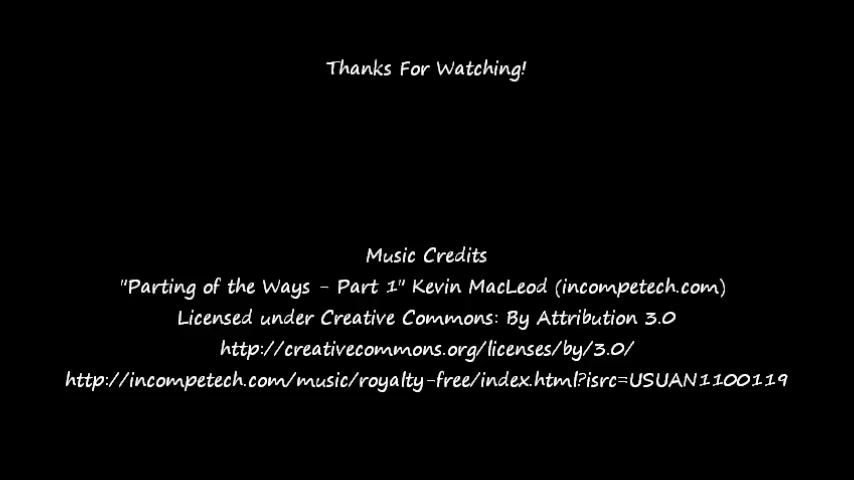 Thanks For Watching!
Music Credits
"Parting of the Ways - Part 1" Kevin MacLeod (incompetech.com)
Licensed under Creative Commons: By Attribution 3.0
http://creativecommons.org/licenses/by/3.0/
http://incompetech.com/music/royalty-free/index.html?isrc=USUAN1100119